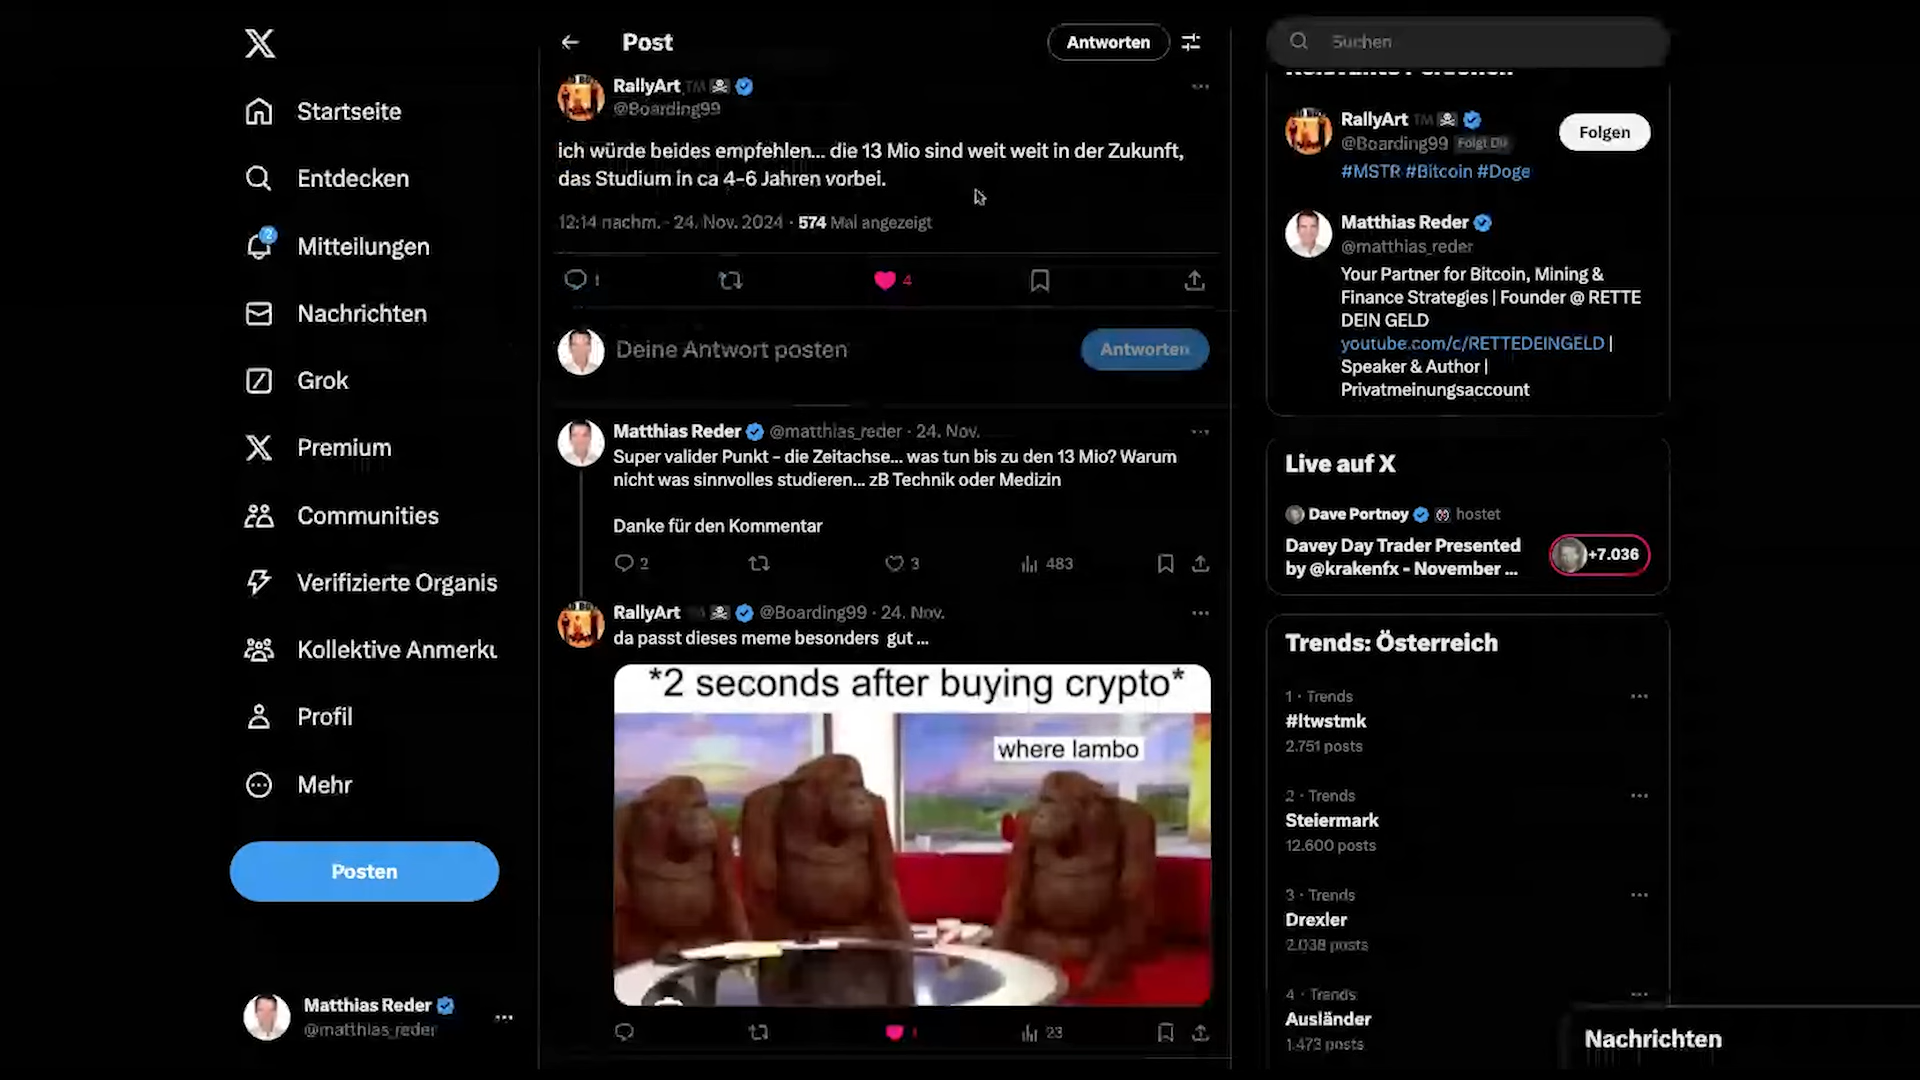 Startseite
Entdecken
2
Mitteilungen
Nachrichten
Grok
Premium
Communities
Verifizierte Organis
Kollektive Anmerku
Profil
Mehr
Posten
Matthias Reder
@matthias_reder
Post
Antworten
RallyArt TM
@Boarding99
ich würde beides empfehlen... die 13 Mio sind weit weit in der Zukunft,
das Studium in ca 4-6 Jahren vorbei.
12:14 nachm. · 24. Nov. 2024 · 574 Mal angezeigt
1
4
Deine Antwort posten
Antworten
Matthias Reder @matthias_reder · 24. Nov.
Super valider Punkt - die Zeitachse... was tun bis zu den 13 Mio? Warum
nicht was sinnvolles studieren... zB Technik oder Medizin
Danke für den Kommentar
2
3
483
RallyArt @Boarding99 · 24. Nov.
da passt dieses meme besonders gut ...
*2 seconds after buying crypto*
where lambo
1
23
Suchen
RallyArt TM
@Boarding99 Folgt Dir
Folgen
#MSTR #Bitcoin #Doge
Matthias Reder
@matthias_reder
Your Partner for Bitcoin, Mining &
Finance Strategies | Founder @ RETTE
DEIN GELD
youtube.com/c/RETTEDEINGELD |
Speaker & Author |
Privatmeinungsaccount
Live auf X
Dave Portnoy hostet
Davey Day Trader Presented
by @krakenfx - November ...
+7.036
Trends: Österreich
1 · Trends
#ltwstmk
2.751 posts
2 · Trends
Steiermark
12.600 posts
3 · Trends
Drexler
2.038 posts
4 · Trends
Ausländer
1.473 posts
Nachrichten